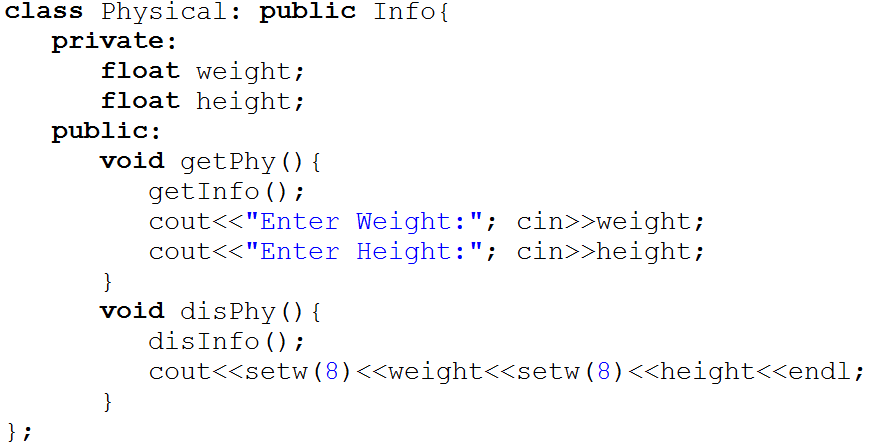 class Physical: public Info{
   private:
      float weight;
      float height;
   public:
      void getPhy(){
         getInfo();
         cout<<"Enter Weight:"; cin>>weight;
         cout<<"Enter Height:"; cin>>height;
      }
      void disPhy(){
         disInfo();
         cout<<setw(8)<<weight<<setw(8)<<height<<endl;
      }
};